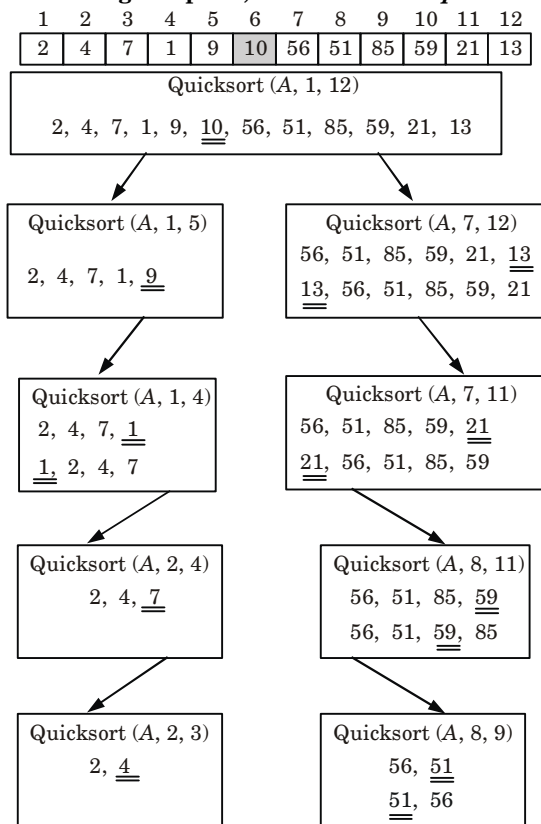 1 2 3 4 5 6 7 8 9 10 11 12
2 4 7 1 9 10 56 51 85 59 21 13
Quicksort (A, 1, 12)
2, 4, 7, 1, 9, 10, 56, 51, 85, 59, 21, 13
Quicksort (A, 1, 5)
2, 4, 7, 1, 9
Quicksort (A, 7, 12)
56, 51, 85, 59, 21, 13
13, 56, 51, 85, 59, 21
Quicksort (A, 1, 4)
2, 4, 7, 1
1, 2, 4, 7
Quicksort (A, 7, 11)
56, 51, 85, 59, 21
21, 56, 51, 85, 59
Quicksort (A, 2, 4)
2, 4, 7
Quicksort (A, 8, 11)
56, 51, 85, 59
56, 51, 59, 85
Quicksort (A, 2, 3)
2, 4
Quicksort (A, 8, 9)
56, 51
51, 56